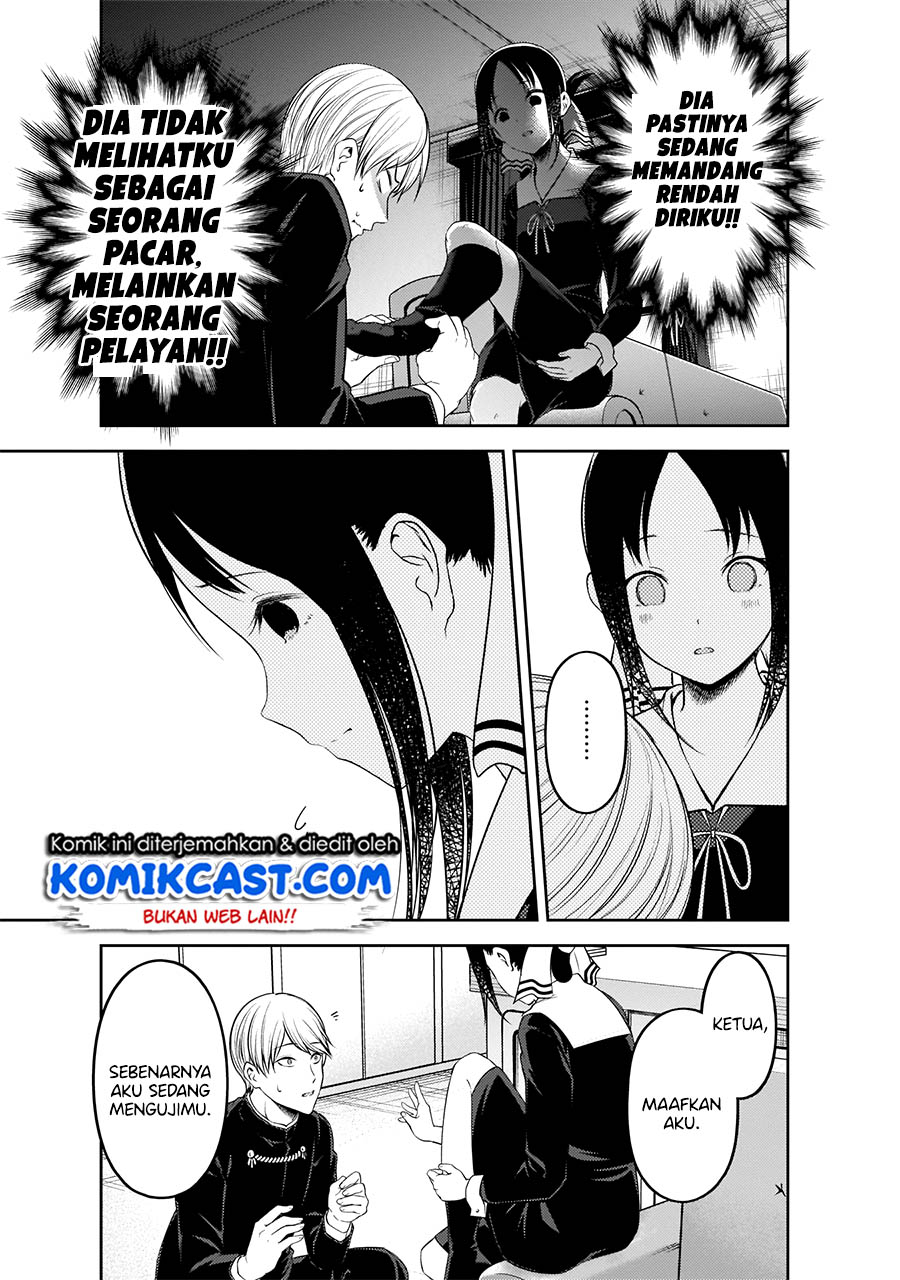 DIA
PASTINYA
SEDANG
MEMANDANG
RENDAH
DIRIKU!!
DIA TIDAK
MELIHATKU
SEBAGAI
SEORANG
PACAR,
MELAINKAN
SEORANG
PELAYAN!!
.........
Komik ini diterjemahkan & diedit oleh
KOMIKCAST.COM
BUKAN WEB LAIN!!
KETUA,
MAAFKAN
AKU.
SEBENARNYA
AKU SEDANG
MENGUJIMU.